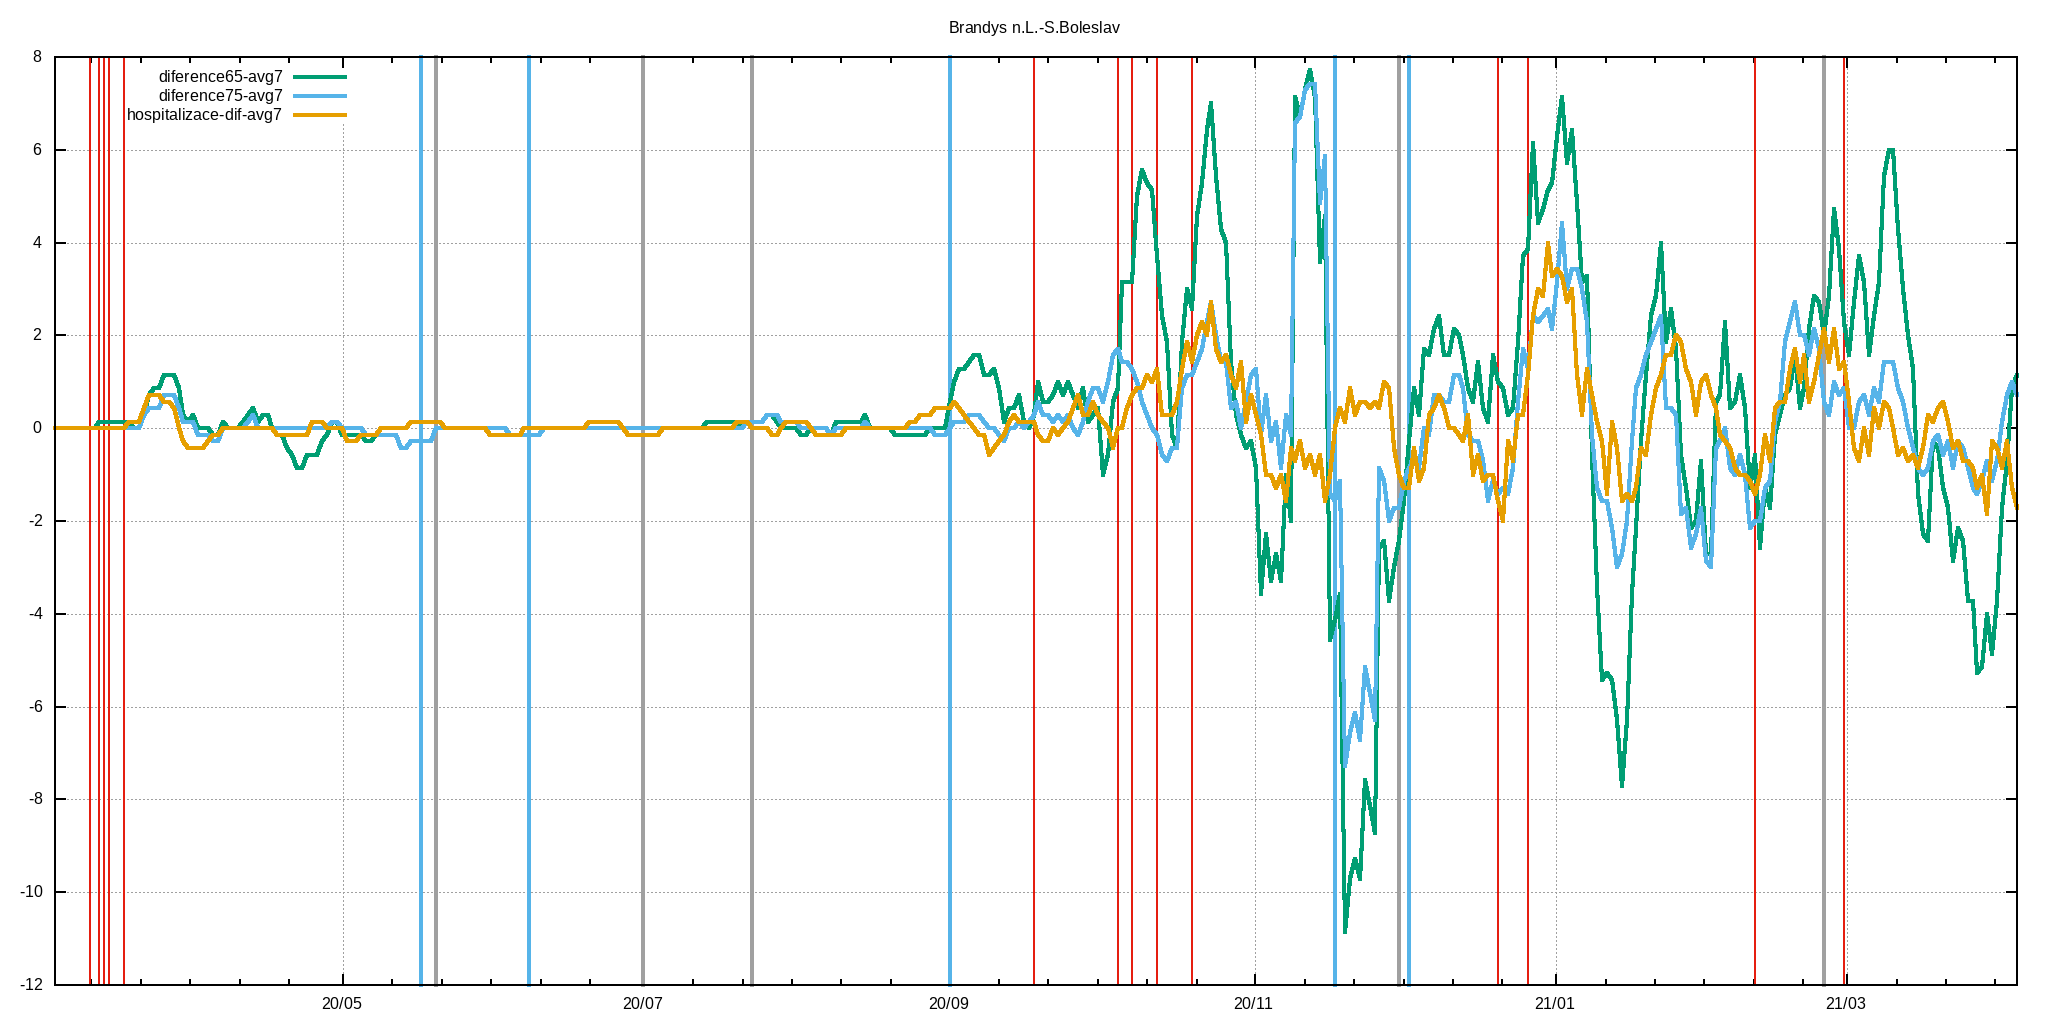 Brandys n.L.-S.Boleslav
diference65-avg7
diference75-avg7
hospitalizace-dif-avg7
8
6
4
2
0
-2
-4
-6
-8
-10
-12
20/05 20/07 20/09 20/11 21/01 21/03